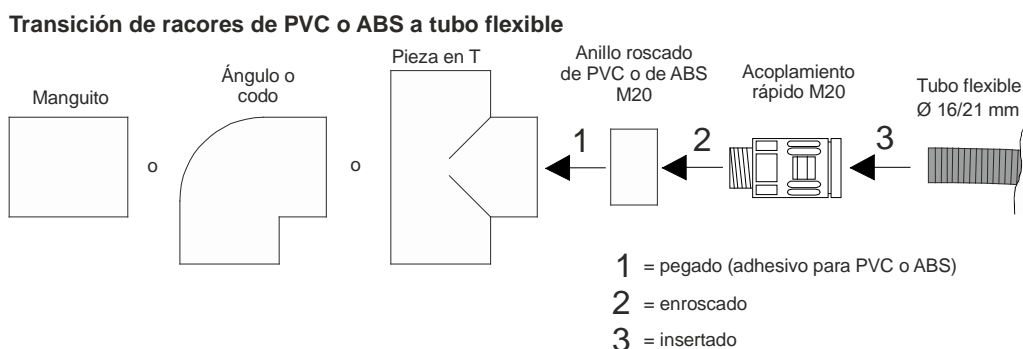 Transición de racores de PVC o ABS a tubo flexible
Manguito
o
Ángulo o
codo
o
Pieza en T
1
Anillo roscado
de PVC o de ABS
M20
2
Acoplamiento
rápido M20
3
Tubo flexible
Ø 16/21 mm
1 = pegado (adhesivo para PVC o ABS)
2 = enroscado
3 = insertado